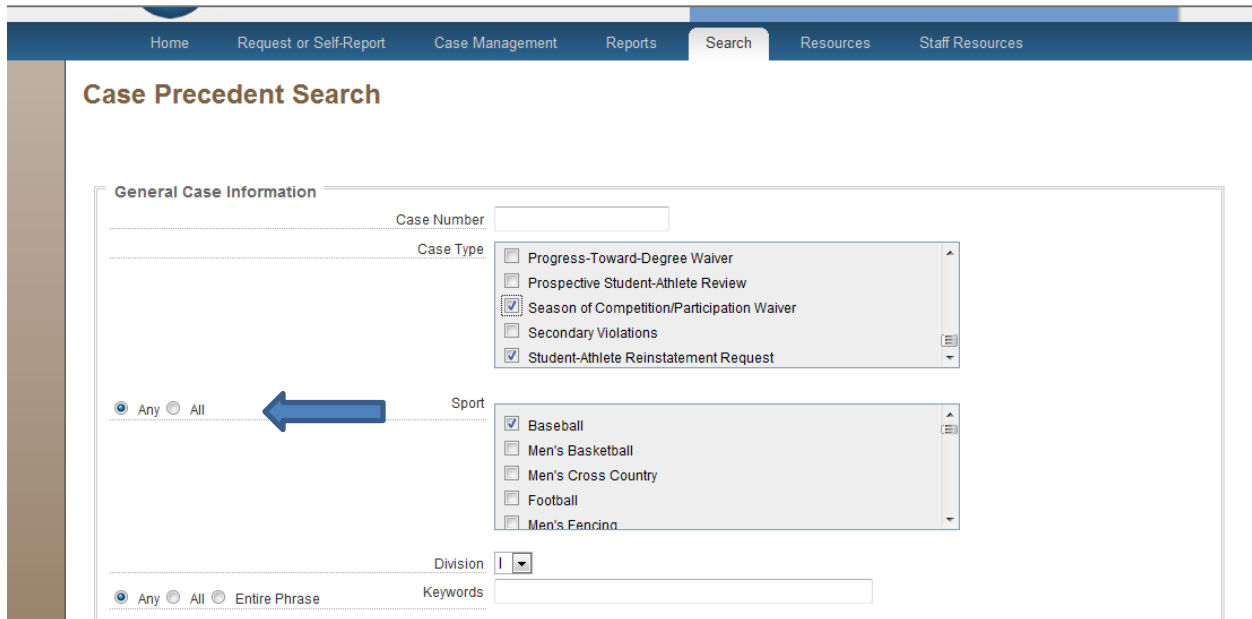 Home Request or Self-Report Case Management Reports Search Resources Staff Resources
Case Precedent Search
General Case Information
Case Number
Case Type
Progress-Toward-Degree Waiver
Prospective Student-Athlete Review
Season of Competition/Participation Waiver
Secondary Violations
Student-Athlete Reinstatement Request
Any All Sport
Baseball
Men's Basketball
Men's Cross Country
Football
Men's Fencing
Division I
Any All Entire Phrase Keywords